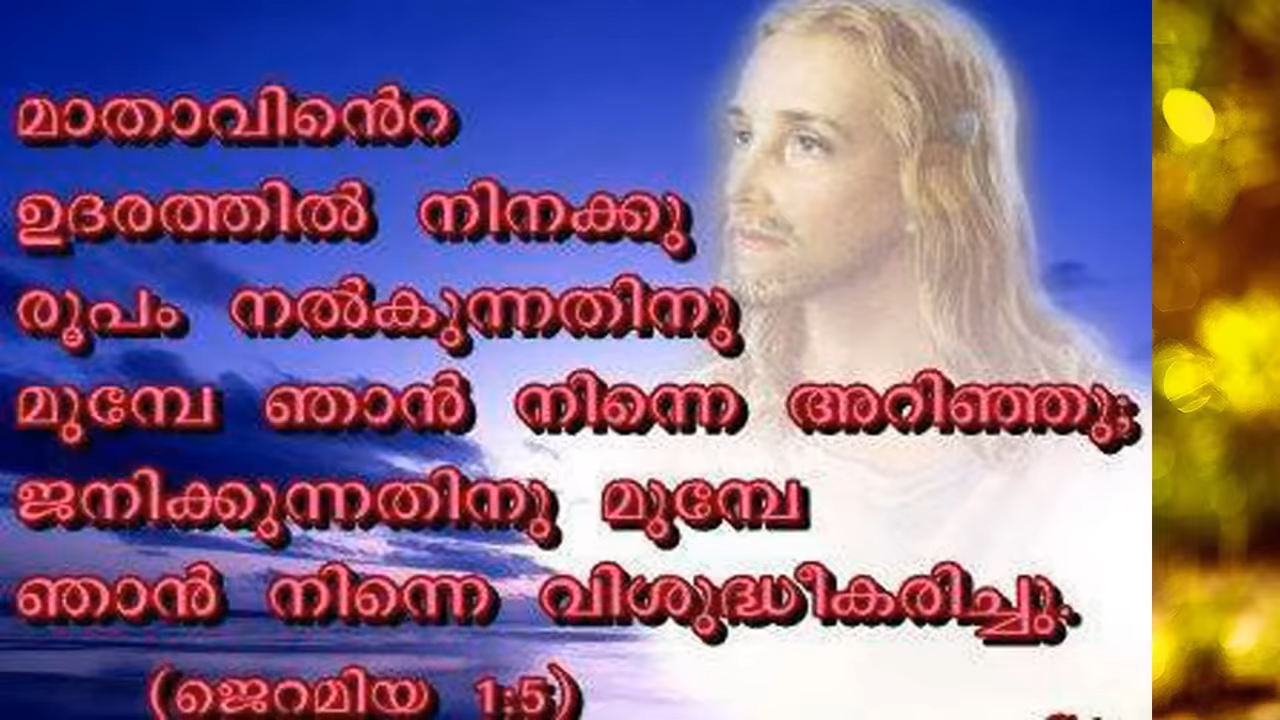 മാതാവിൻെറ
ഉദരത്തിൽ നിനക്കു
രൂപം നൽകുന്നതിനു
മുമ്പേ ഞാൻ നിന്നെ അറിഞ്ഞു;
ജനിക്കുന്നതിനു മുമ്പേ
ഞാൻ നിന്നെ വിശുദ്ധീകരിച്ചു.
(ജെറമിയ 1:5)